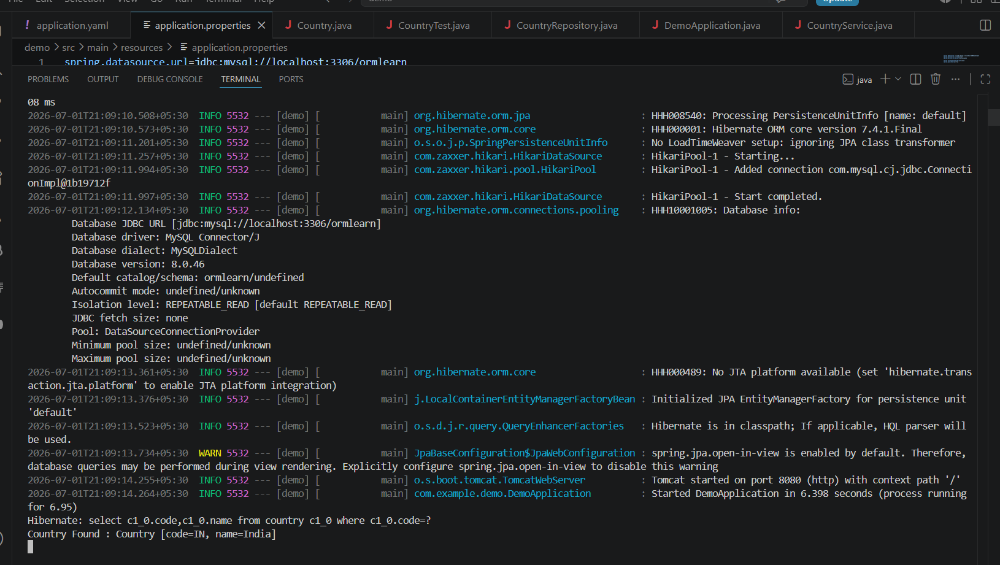 File Edit Selection View Go Run Terminal Help demo Update
! application.yaml application.properties J Country.java J CountryTest.java J CountryRepository.java J DemoApplication.java J CountryService.java
demo > src > main > resources > application.properties
1 spring.datasource.url=jdbc:mysql://localhost:3306/ormlearn
PROBLEMS OUTPUT DEBUG CONSOLE TERMINAL PORTS java
08 ms
2026-07-01T21:09:10.508+05:30 INFO 5532 --- [demo] [ main] org.hibernate.orm.jpa : HHH008540: Processing PersistenceUnitInfo [name: default]
2026-07-01T21:09:10.573+05:30 INFO 5532 --- [demo] [ main] org.hibernate.orm.core : HHH000001: Hibernate ORM core version 7.4.1.Final
2026-07-01T21:09:11.201+05:30 INFO 5532 --- [demo] [ main] o.s.o.j.p.SpringPersistenceUnitInfo : No LoadTimeWeaver setup: ignoring JPA class transformer
2026-07-01T21:09:11.257+05:30 INFO 5532 --- [demo] [ main] com.zaxxer.hikari.HikariDataSource : HikariPool-1 - Starting...
2026-07-01T21:09:11.994+05:30 INFO 5532 --- [demo] [ main] com.zaxxer.hikari.pool.HikariPool : HikariPool-1 - Added connection com.mysql.cj.jdbc.Connecti
onImpl@1b19712f
2026-07-01T21:09:11.997+05:30 INFO 5532 --- [demo] [ main] com.zaxxer.hikari.HikariDataSource : HikariPool-1 - Start completed.
2026-07-01T21:09:12.134+05:30 INFO 5532 --- [demo] [ main] org.hibernate.orm.connections.pooling : HHH10001005: Database info:
Database JDBC URL [jdbc:mysql://localhost:3306/ormlearn]
Database driver: MySQL Connector/J
Database dialect: MySQLDialect
Database version: 8.0.46
Default catalog/schema: ormlearn/undefined
Autocommit mode: undefined/unknown
Isolation level: REPEATABLE_READ [default REPEATABLE_READ]
JDBC fetch size: none
Pool: DataSourceConnectionProvider
Minimum pool size: undefined/unknown
Maximum pool size: undefined/unknown
2026-07-01T21:09:13.361+05:30 INFO 5532 --- [demo] [ main] org.hibernate.orm.core : HHH000489: No JTA platform available (set 'hibernate.trans
action.jta.platform' to enable JTA platform integration)
2026-07-01T21:09:13.376+05:30 INFO 5532 --- [demo] [ main] j.LocalContainerEntityManagerFactoryBean : Initialized JPA EntityManagerFactory for persistence unit
'default'
2026-07-01T21:09:13.523+05:30 INFO 5532 --- [demo] [ main] o.s.d.j.r.query.QueryEnhancerFactories : Hibernate is in classpath; If applicable, HQL parser will
be used.
2026-07-01T21:09:13.734+05:30 WARN 5532 --- [demo] [ main] JpaBaseConfiguration$JpaWebConfiguration : spring.jpa.open-in-view is enabled by default. Therefore,
database queries may be performed during view rendering. Explicitly configure spring.jpa.open-in-view to disable this warning
2026-07-01T21:09:14.255+05:30 INFO 5532 --- [demo] [ main] o.s.boot.tomcat.TomcatWebServer : Tomcat started on port 8080 (http) with context path '/'
2026-07-01T21:09:14.264+05:30 INFO 5532 --- [demo] [ main] com.example.demo.DemoApplication : Started DemoApplication in 6.398 seconds (process running
for 6.95)
Hibernate: select c1_0.code,c1_0.name from country c1_0 where c1_0.code=?
Country Found : Country [code=IN, name=India]